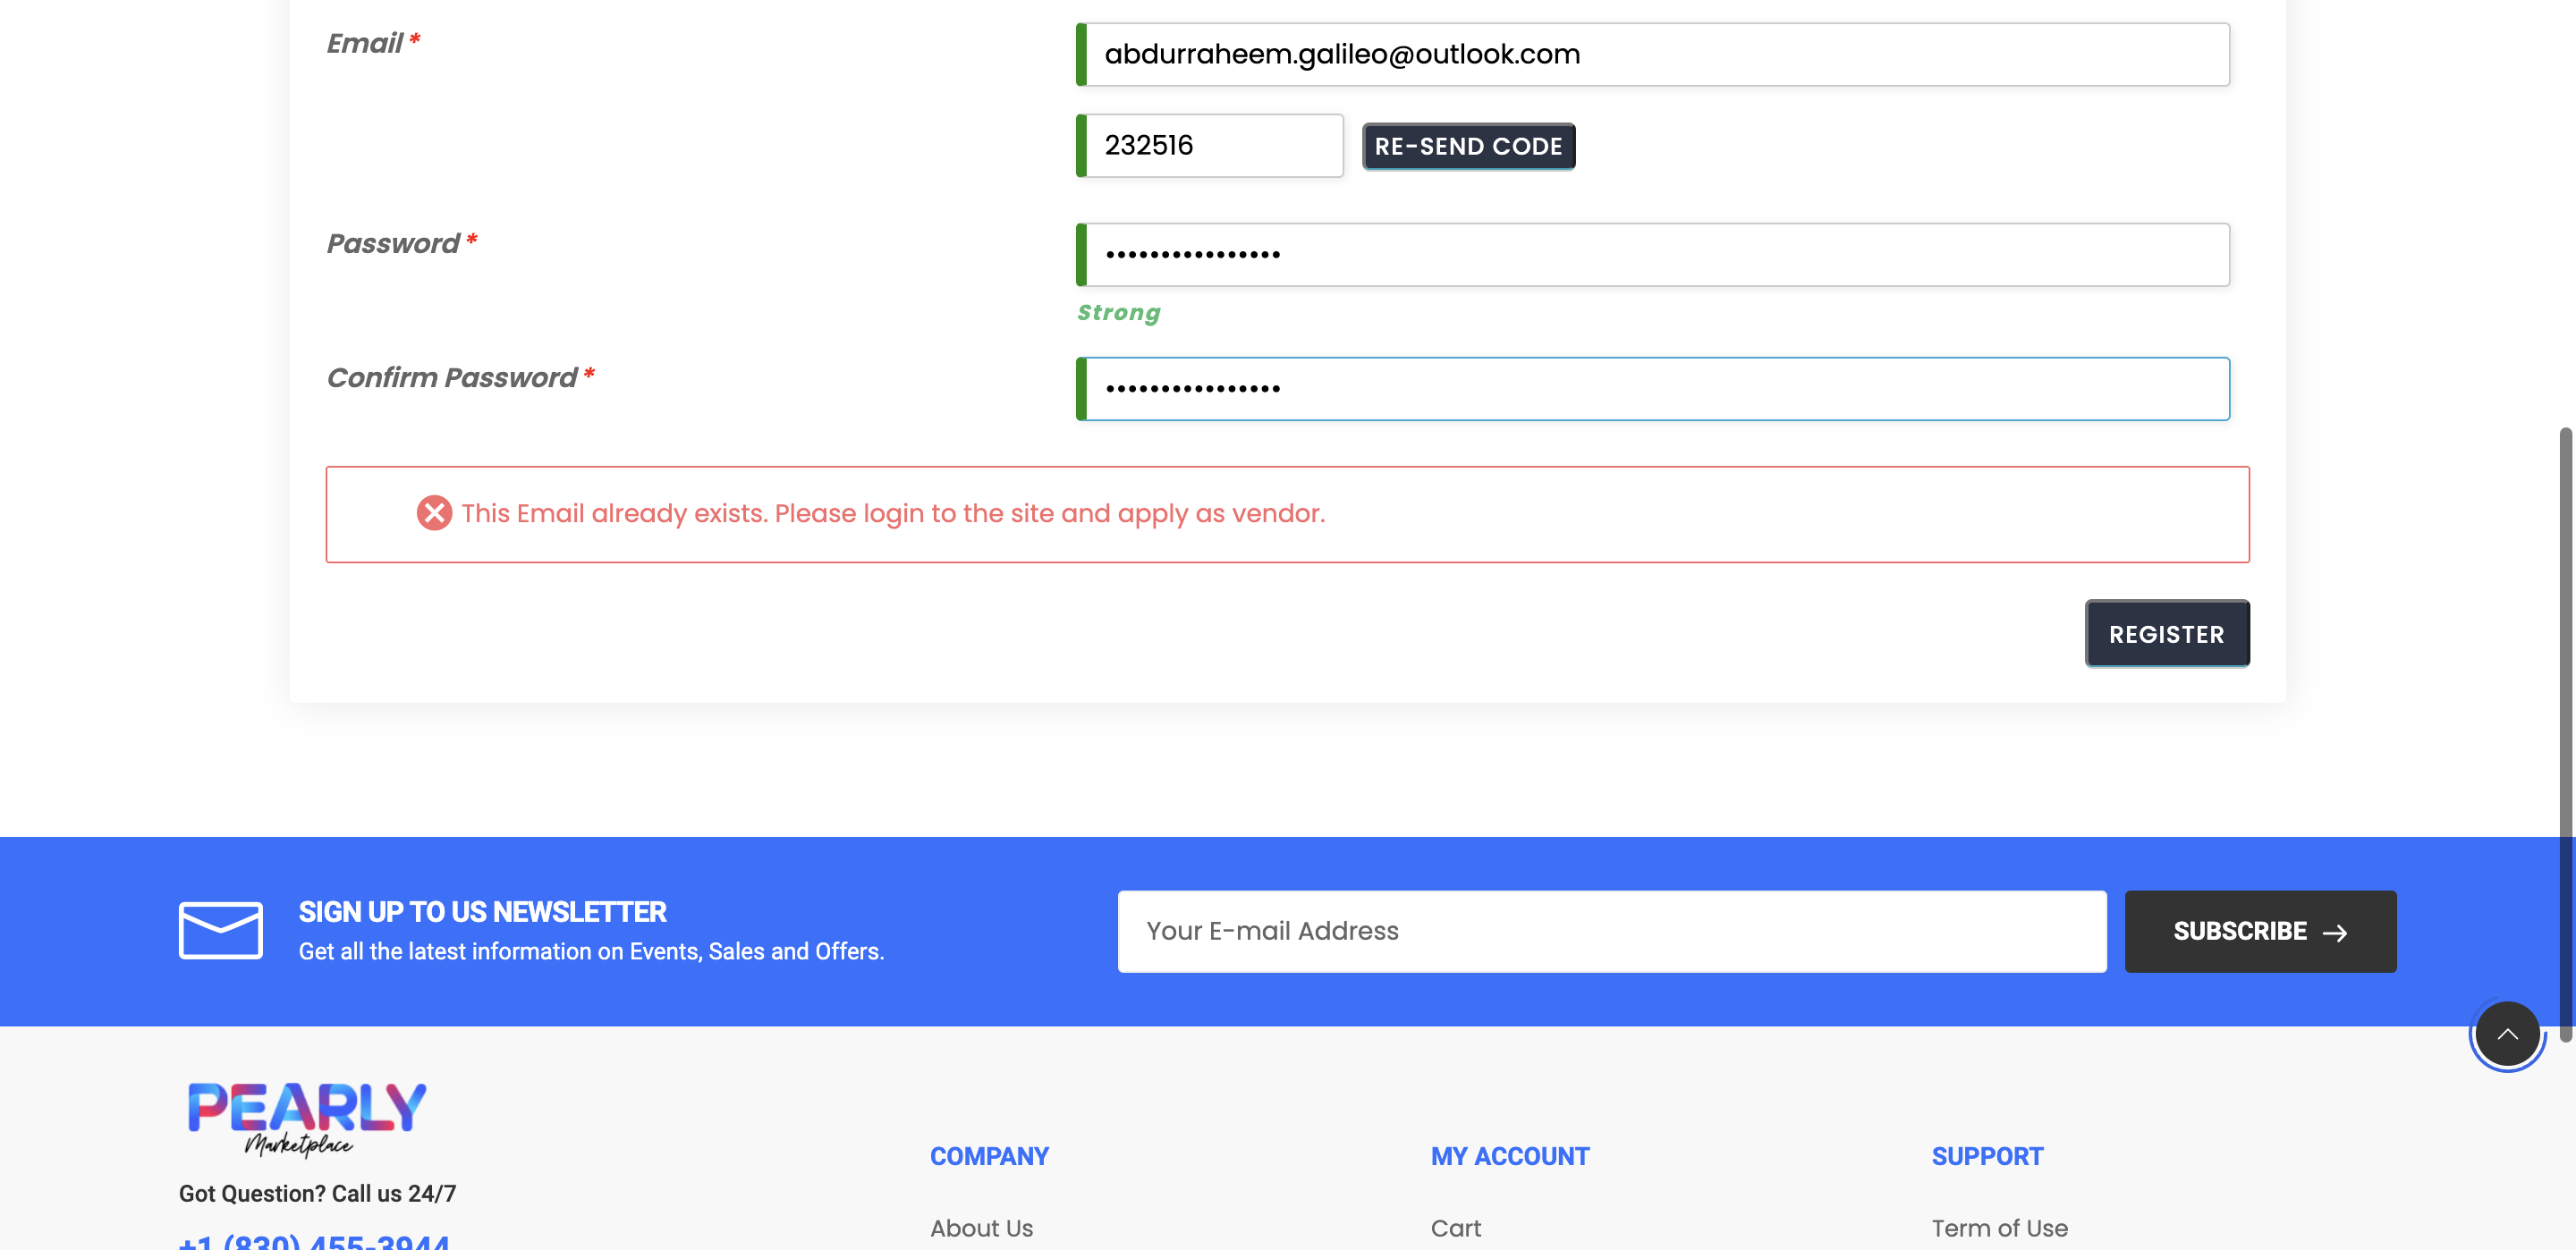 Email *
abdurraheem.galileo@outlook.com
232516
RE-SEND CODE
Password *
••••••••••••••••
Strong
Confirm Password *
••••••••••••••••
This Email already exists. Please login to the site and apply as vendor.
REGISTER
SIGN UP TO US NEWSLETTER
Get all the latest information on Events, Sales and Offers.
Your E-mail Address
SUBSCRIBE →
PEARLY
Marketplace
Got Question? Call us 24/7
+1 (830) 455-3944
COMPANY
About Us
MY ACCOUNT
Cart
SUPPORT
Term of Use